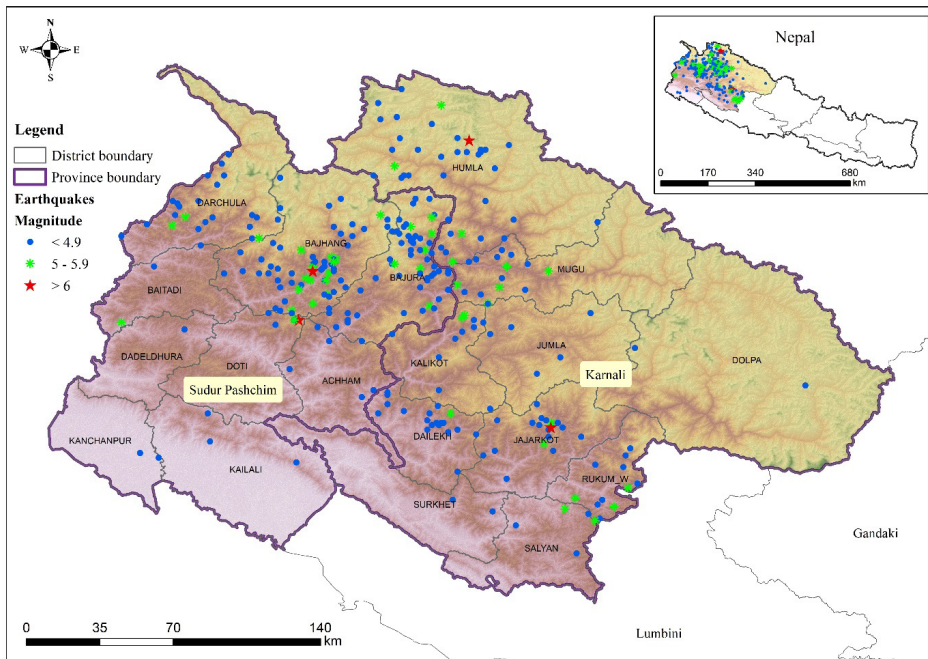 N
W E
S
Nepal
0 170 340 680
km
Legend
District boundary
Province boundary
Earthquakes
Magnitude
< 4.9
5 - 5.9
> 6
HUMLA
DARCHULA
BAJHANG
BAJURA
MUGU
BAITADI
DADELDHURA
DOTI
ACHHAM
KALIKOT
JUMLA
DOLPA
Sudur Pashchim
Karnali
KANCHANPUR
KAILALI
DAILEKH
JAJARKOT
RUKUM_W
SURKHET
SALYAN
Gandaki
Lumbini
0 35 70 140
km